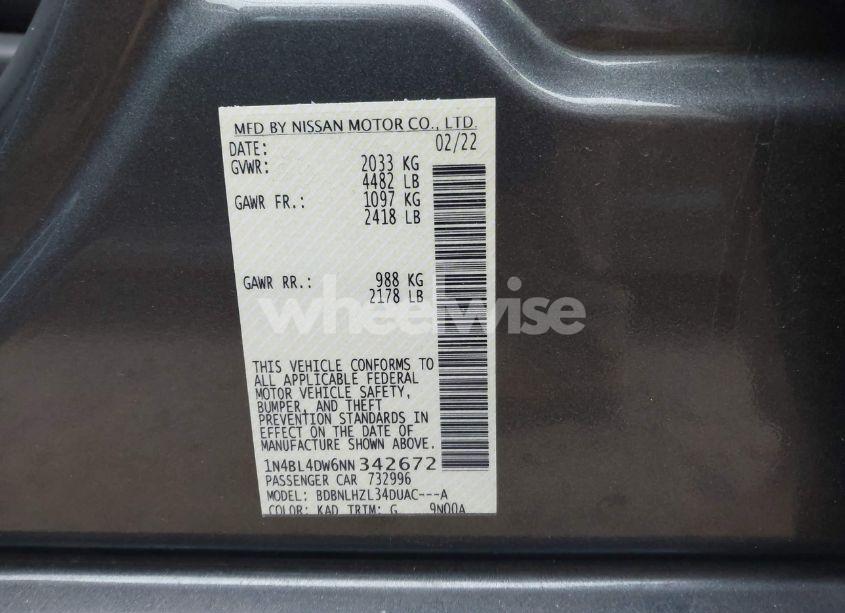 MFD BY NISSAN MOTOR CO., LTD.
DATE: 02/22
GVWR: 2033 KG
4482 LB
GAWR FR.: 1097 KG
2418 LB
GAWR RR.: 988 KG
2178 LB
wheelwise
THIS VEHICLE CONFORMS TO
ALL APPLICABLE FEDERAL
MOTOR VEHICLE SAFETY,
BUMPER, AND THEFT
PREVENTION STANDARDS IN
EFFECT ON THE DATE OF
MANUFACTURE SHOWN ABOVE.
1N4BL4DW6NN 342672
PASSENGER CAR 732996
MODEL: BDBNLHZL34DUAC---A
COLOR: KAD TRIM: G 9N00A